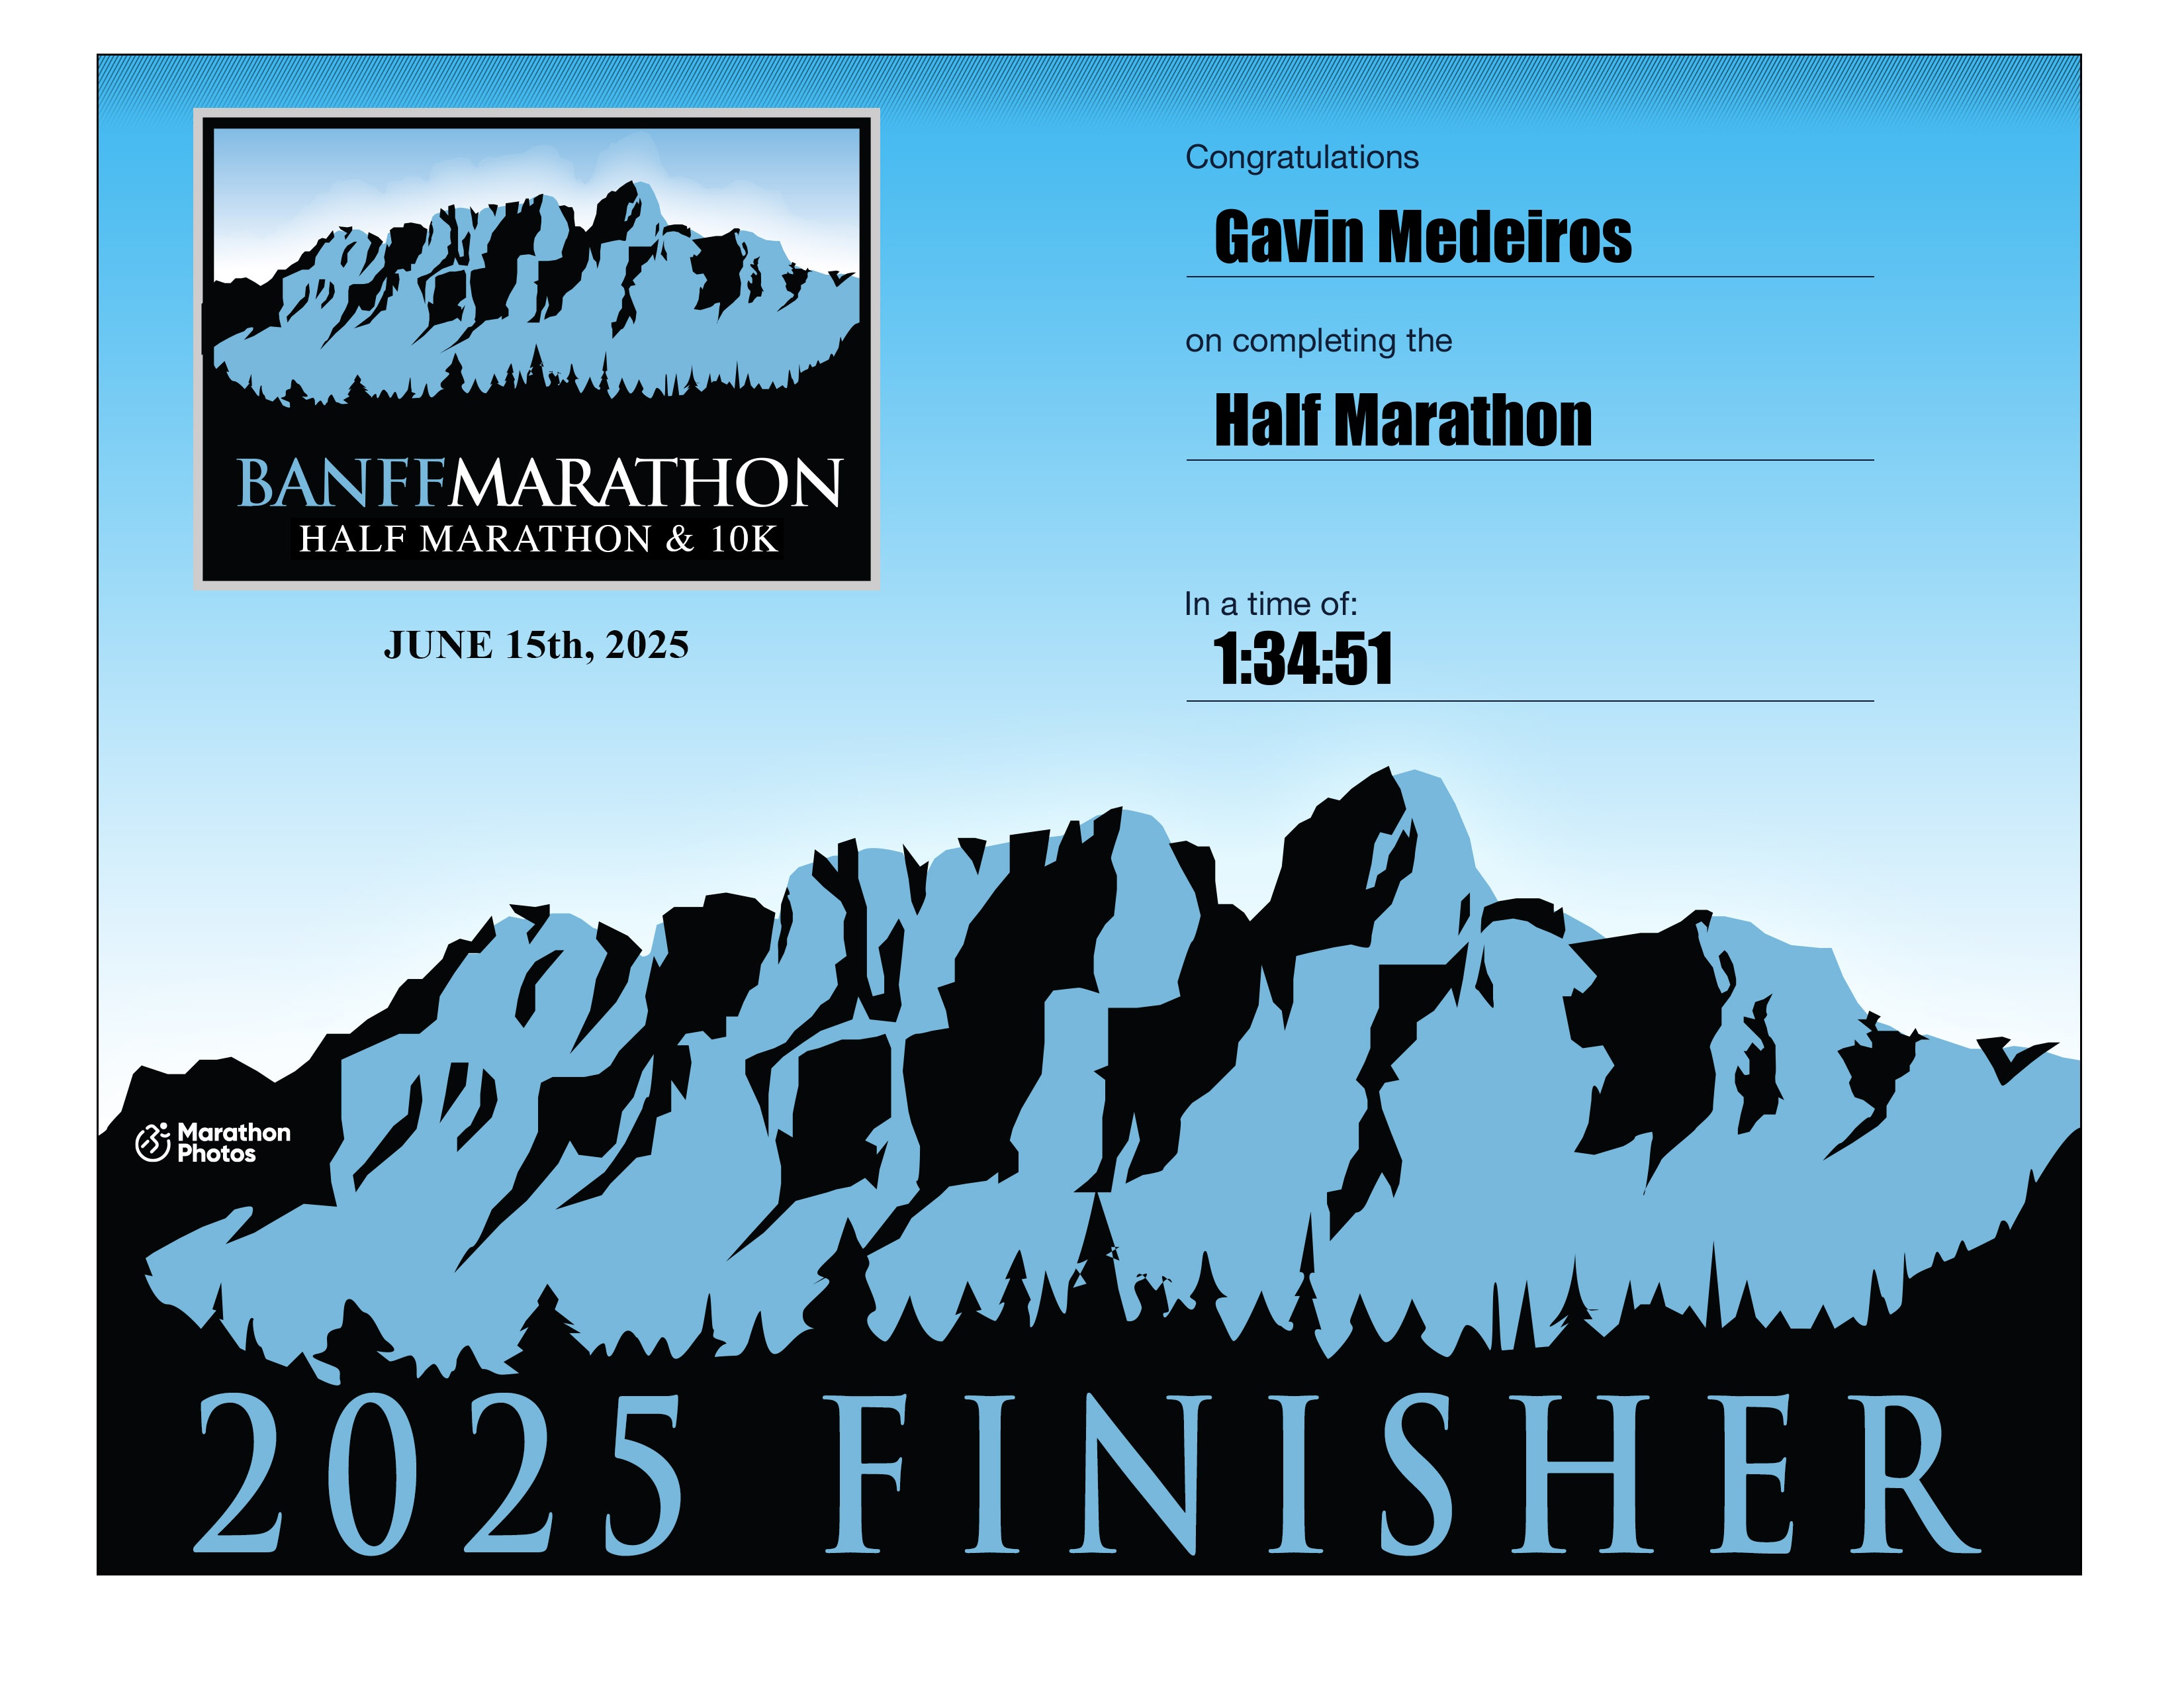 BANFFMARATHON
HALF MARATHON & 10K
JUNE 15th, 2025
Congratulations
Gavin Medeiros
on completing the
Half Marathon
In a time of:
1:34:51
Marathon
Photos
2025 FINISHER